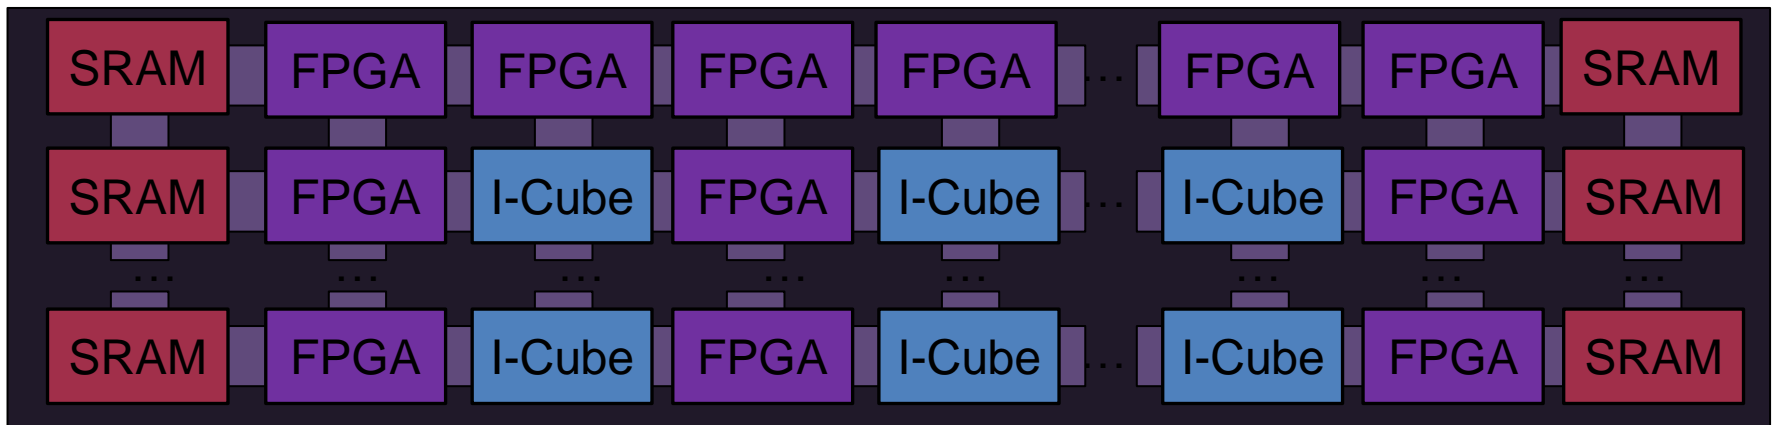 SRAM FPGA FPGA FPGA FPGA ... FPGA FPGA SRAM
SRAM FPGA I-Cube FPGA I-Cube ... I-Cube FPGA SRAM
... ... ... ... ... ... ... ...
SRAM FPGA I-Cube FPGA I-Cube ... I-Cube FPGA SRAM